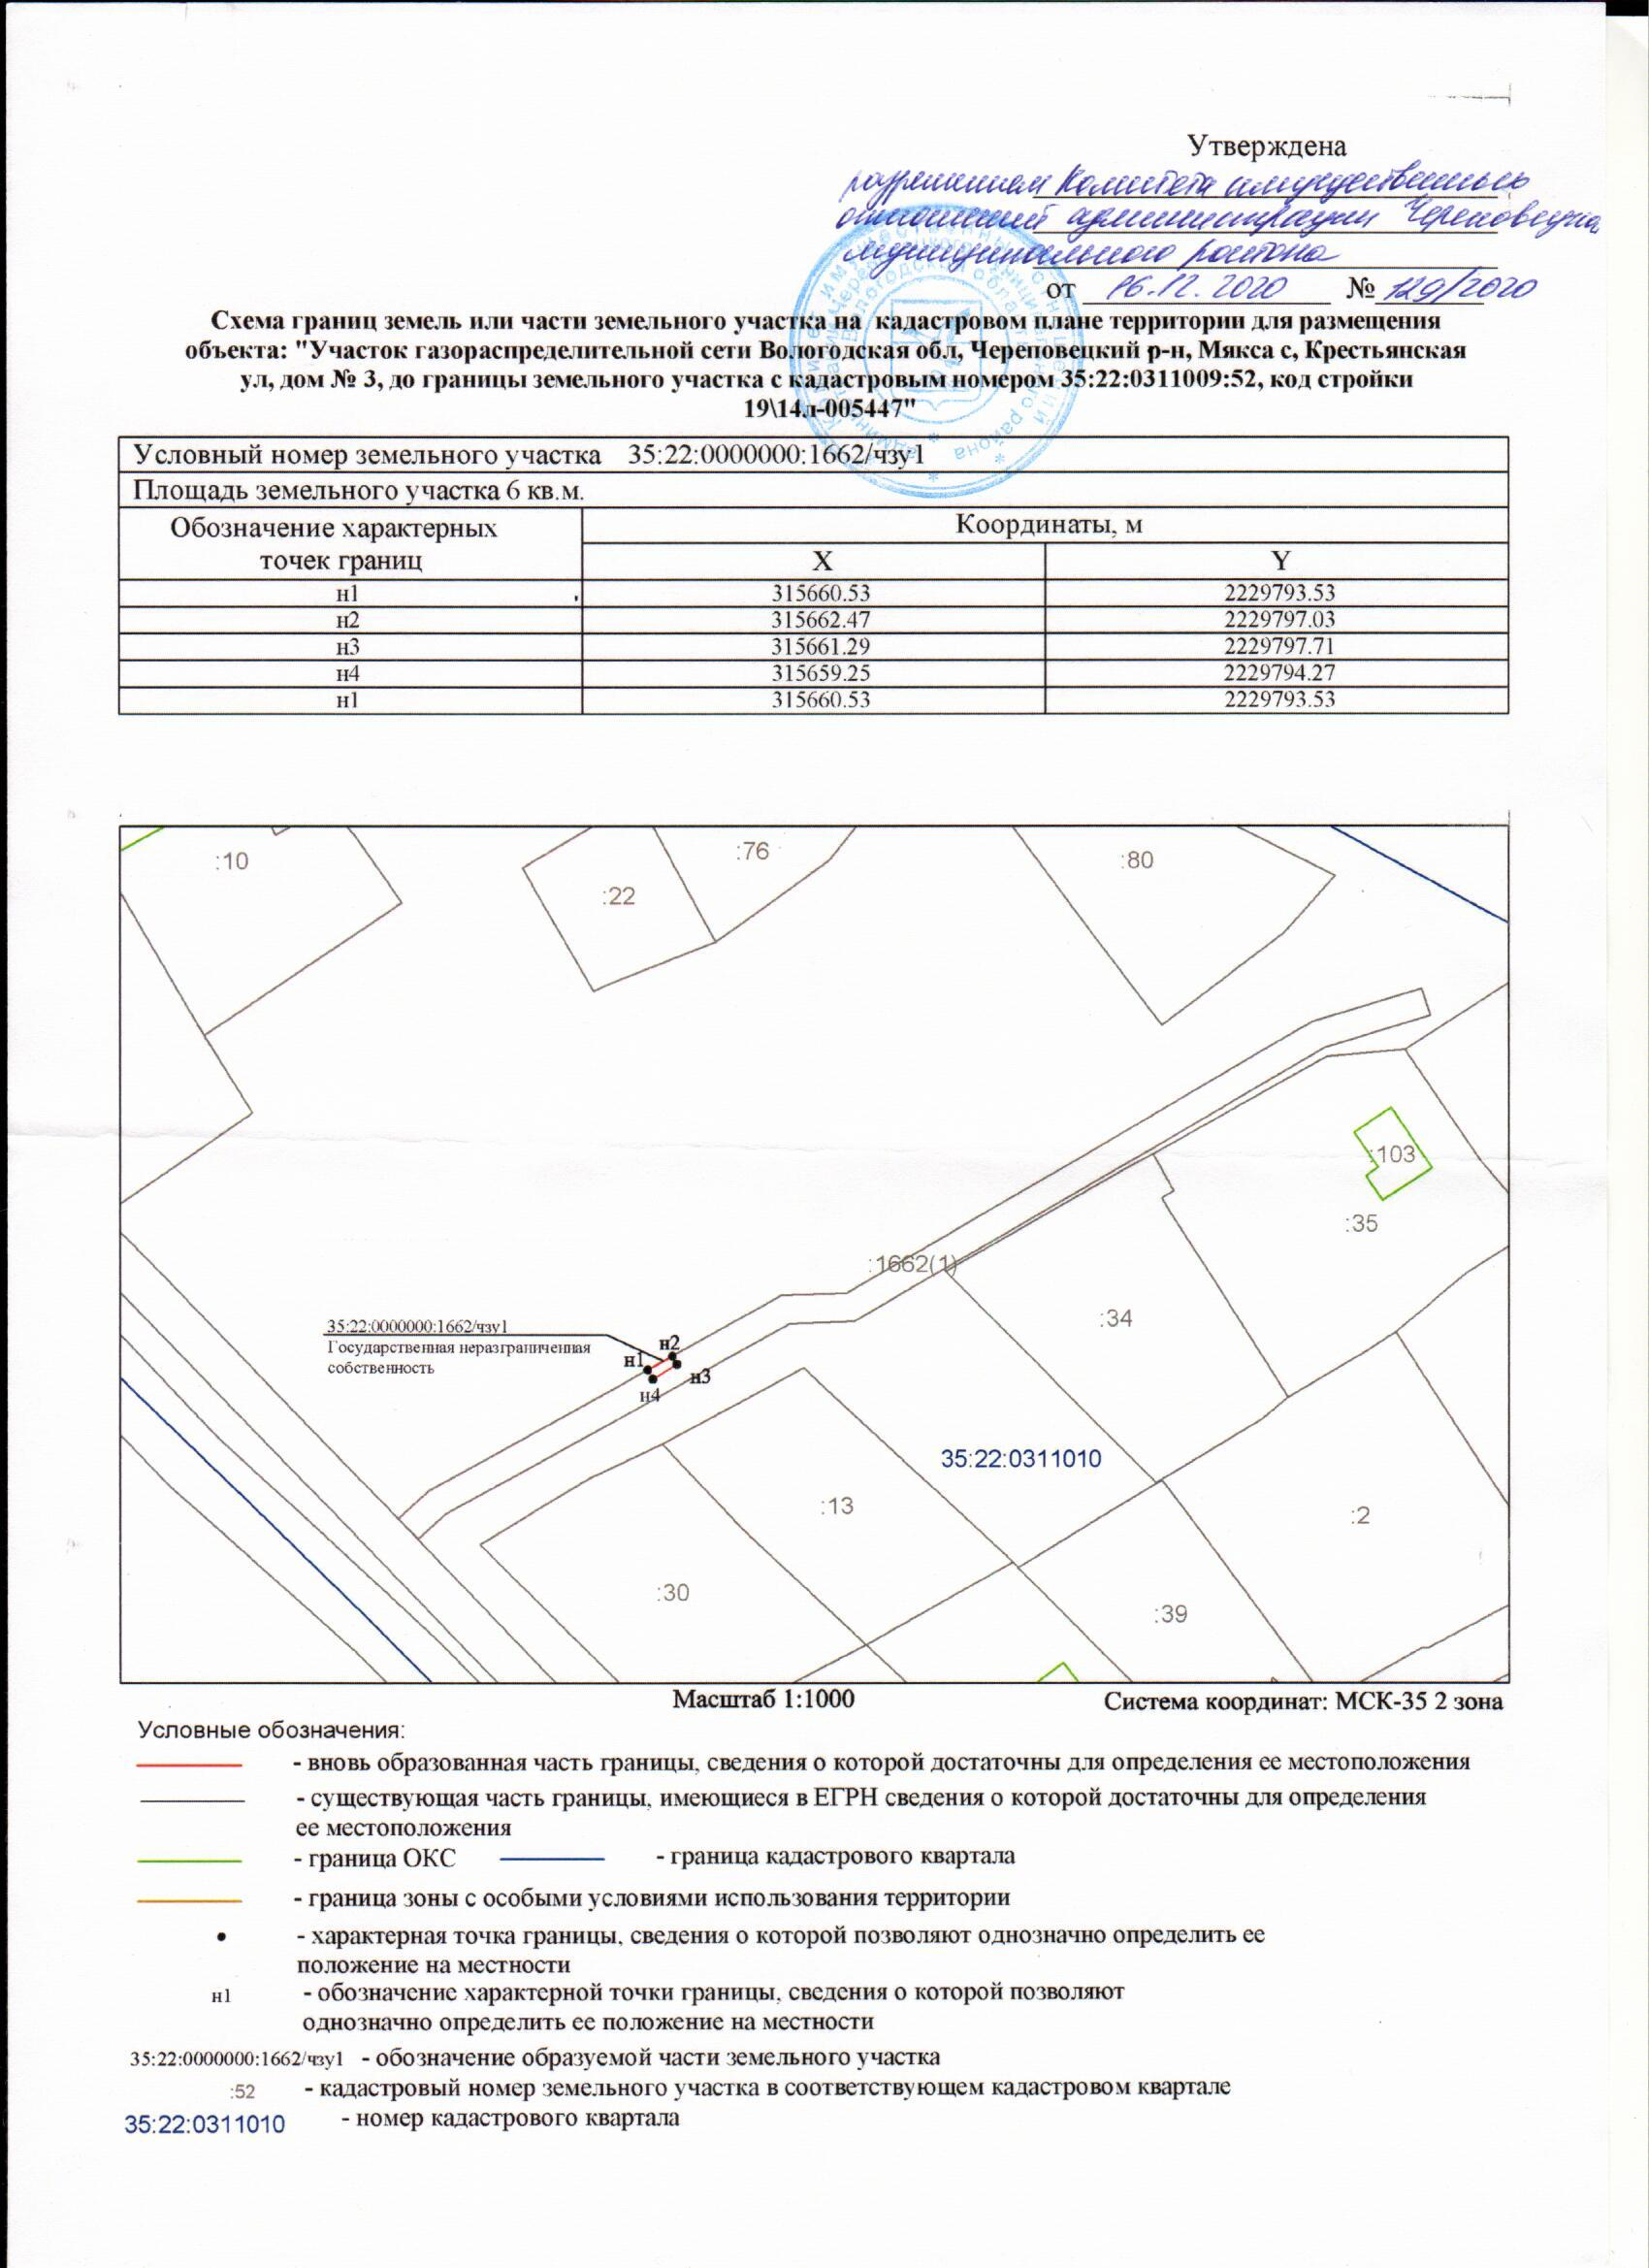 Утверждена
разрешением Комитета имущественных
отношений администрации Череповецкого
муниципального района
от 16.12.2020 № 129/2020
Схема границ земель или части земельного участка на кадастровом плане территории для размещения
объекта: "Участок газораспределительной сети Вологодская обл, Череповецкий р-н, Мякса с, Крестьянская
ул, дом № 3, до границы земельного участка с кадастровым номером 35:22:0311009:52, код стройки
19\14л-005447"
Условный номер земельного участка 35:22:0000000:1662/чзу1
Площадь земельного участка 6 кв.м.
Обозначение характерных
точек границ
Координаты, м
X Y
н1 315660.53 2229793.53
н2 315662.47 2229797.03
н3 315661.29 2229797.71
н4 315659.25 2229794.27
н1 315660.53 2229793.53
:10
:22
:76
:80
:103
:35
:1662(1)
:34
35:22:0000000:1662/чзу1
Государственная неразграниченная
собственность
н1
н2
н3
н4
35:22:0311010
:13
:2
:30
:39
Масштаб 1:1000
Система координат: МСК-35 2 зона
Условные обозначения:
- вновь образованная часть границы, сведения о которой достаточны для определения ее местоположения
- существующая часть границы, имеющиеся в ЕГРН сведения о которой достаточны для определения
ее местоположения
- граница ОКС
- граница кадастрового квартала
- граница зоны с особыми условиями использования территории
- характерная точка границы, сведения о которой позволяют однозначно определить ее
положение на местности
н1 - обозначение характерной точки границы, сведения о которой позволяют
однозначно определить ее положение на местности
35:22:0000000:1662/чзу1 - обозначение образуемой части земельного участка
:52 - кадастровый номер земельного участка в соответствующем кадастровом квартале
35:22:0311010 - номер кадастрового квартала